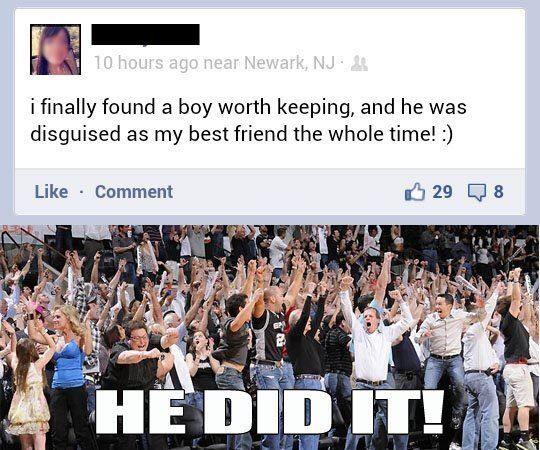 10 hours ago near Newark, NJ ·
i finally found a boy worth keeping, and he was
disguised as my best friend the whole time! :)
Like · Comment 29 8
HE DID IT!